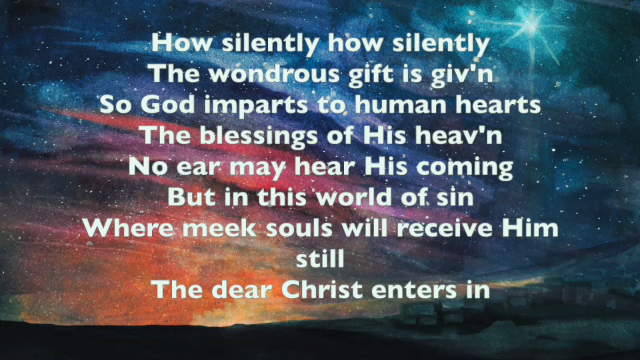 How silently how silently
The wondrous gift is giv'n
So God imparts to human hearts
The blessings of His heav'n
No ear may hear His coming
But in this world of sin
Where meek souls will receive Him
still
The dear Christ enters in